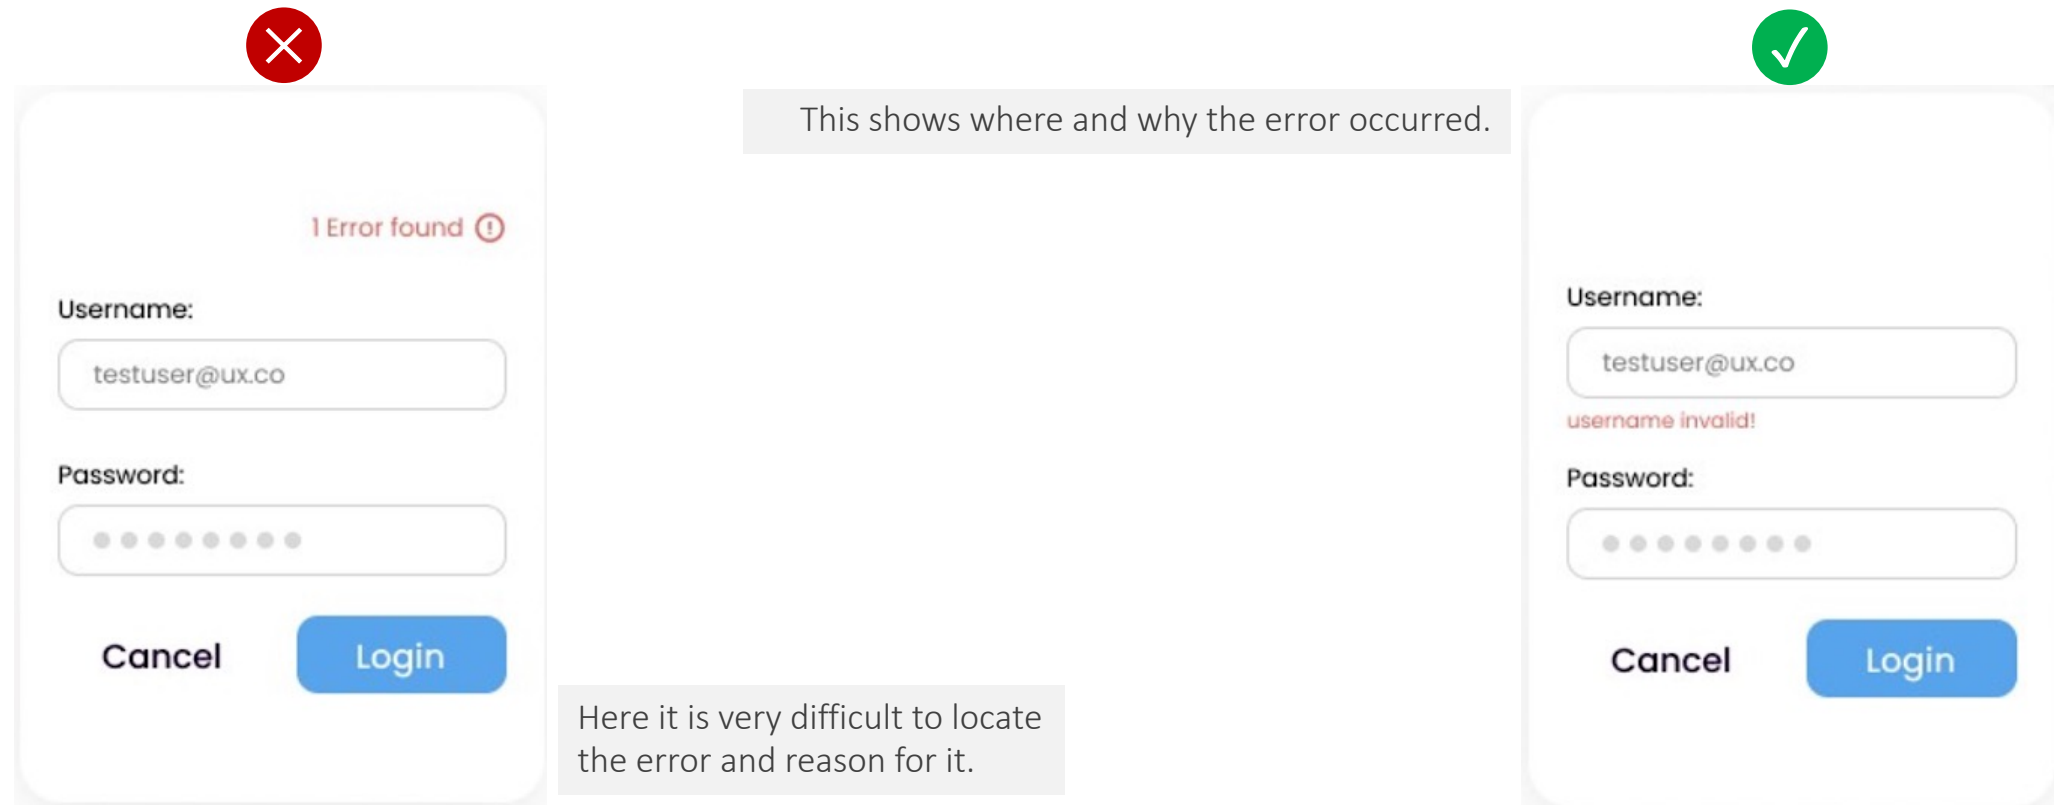 1 Error found
Username:
testuser@ux.co
Password:
Cancel
Login
Here it is very difficult to locate
the error and reason for it.
This shows where and why the error occurred.
Username:
testuser@ux.co
username invalid!
Password:
Cancel
Login